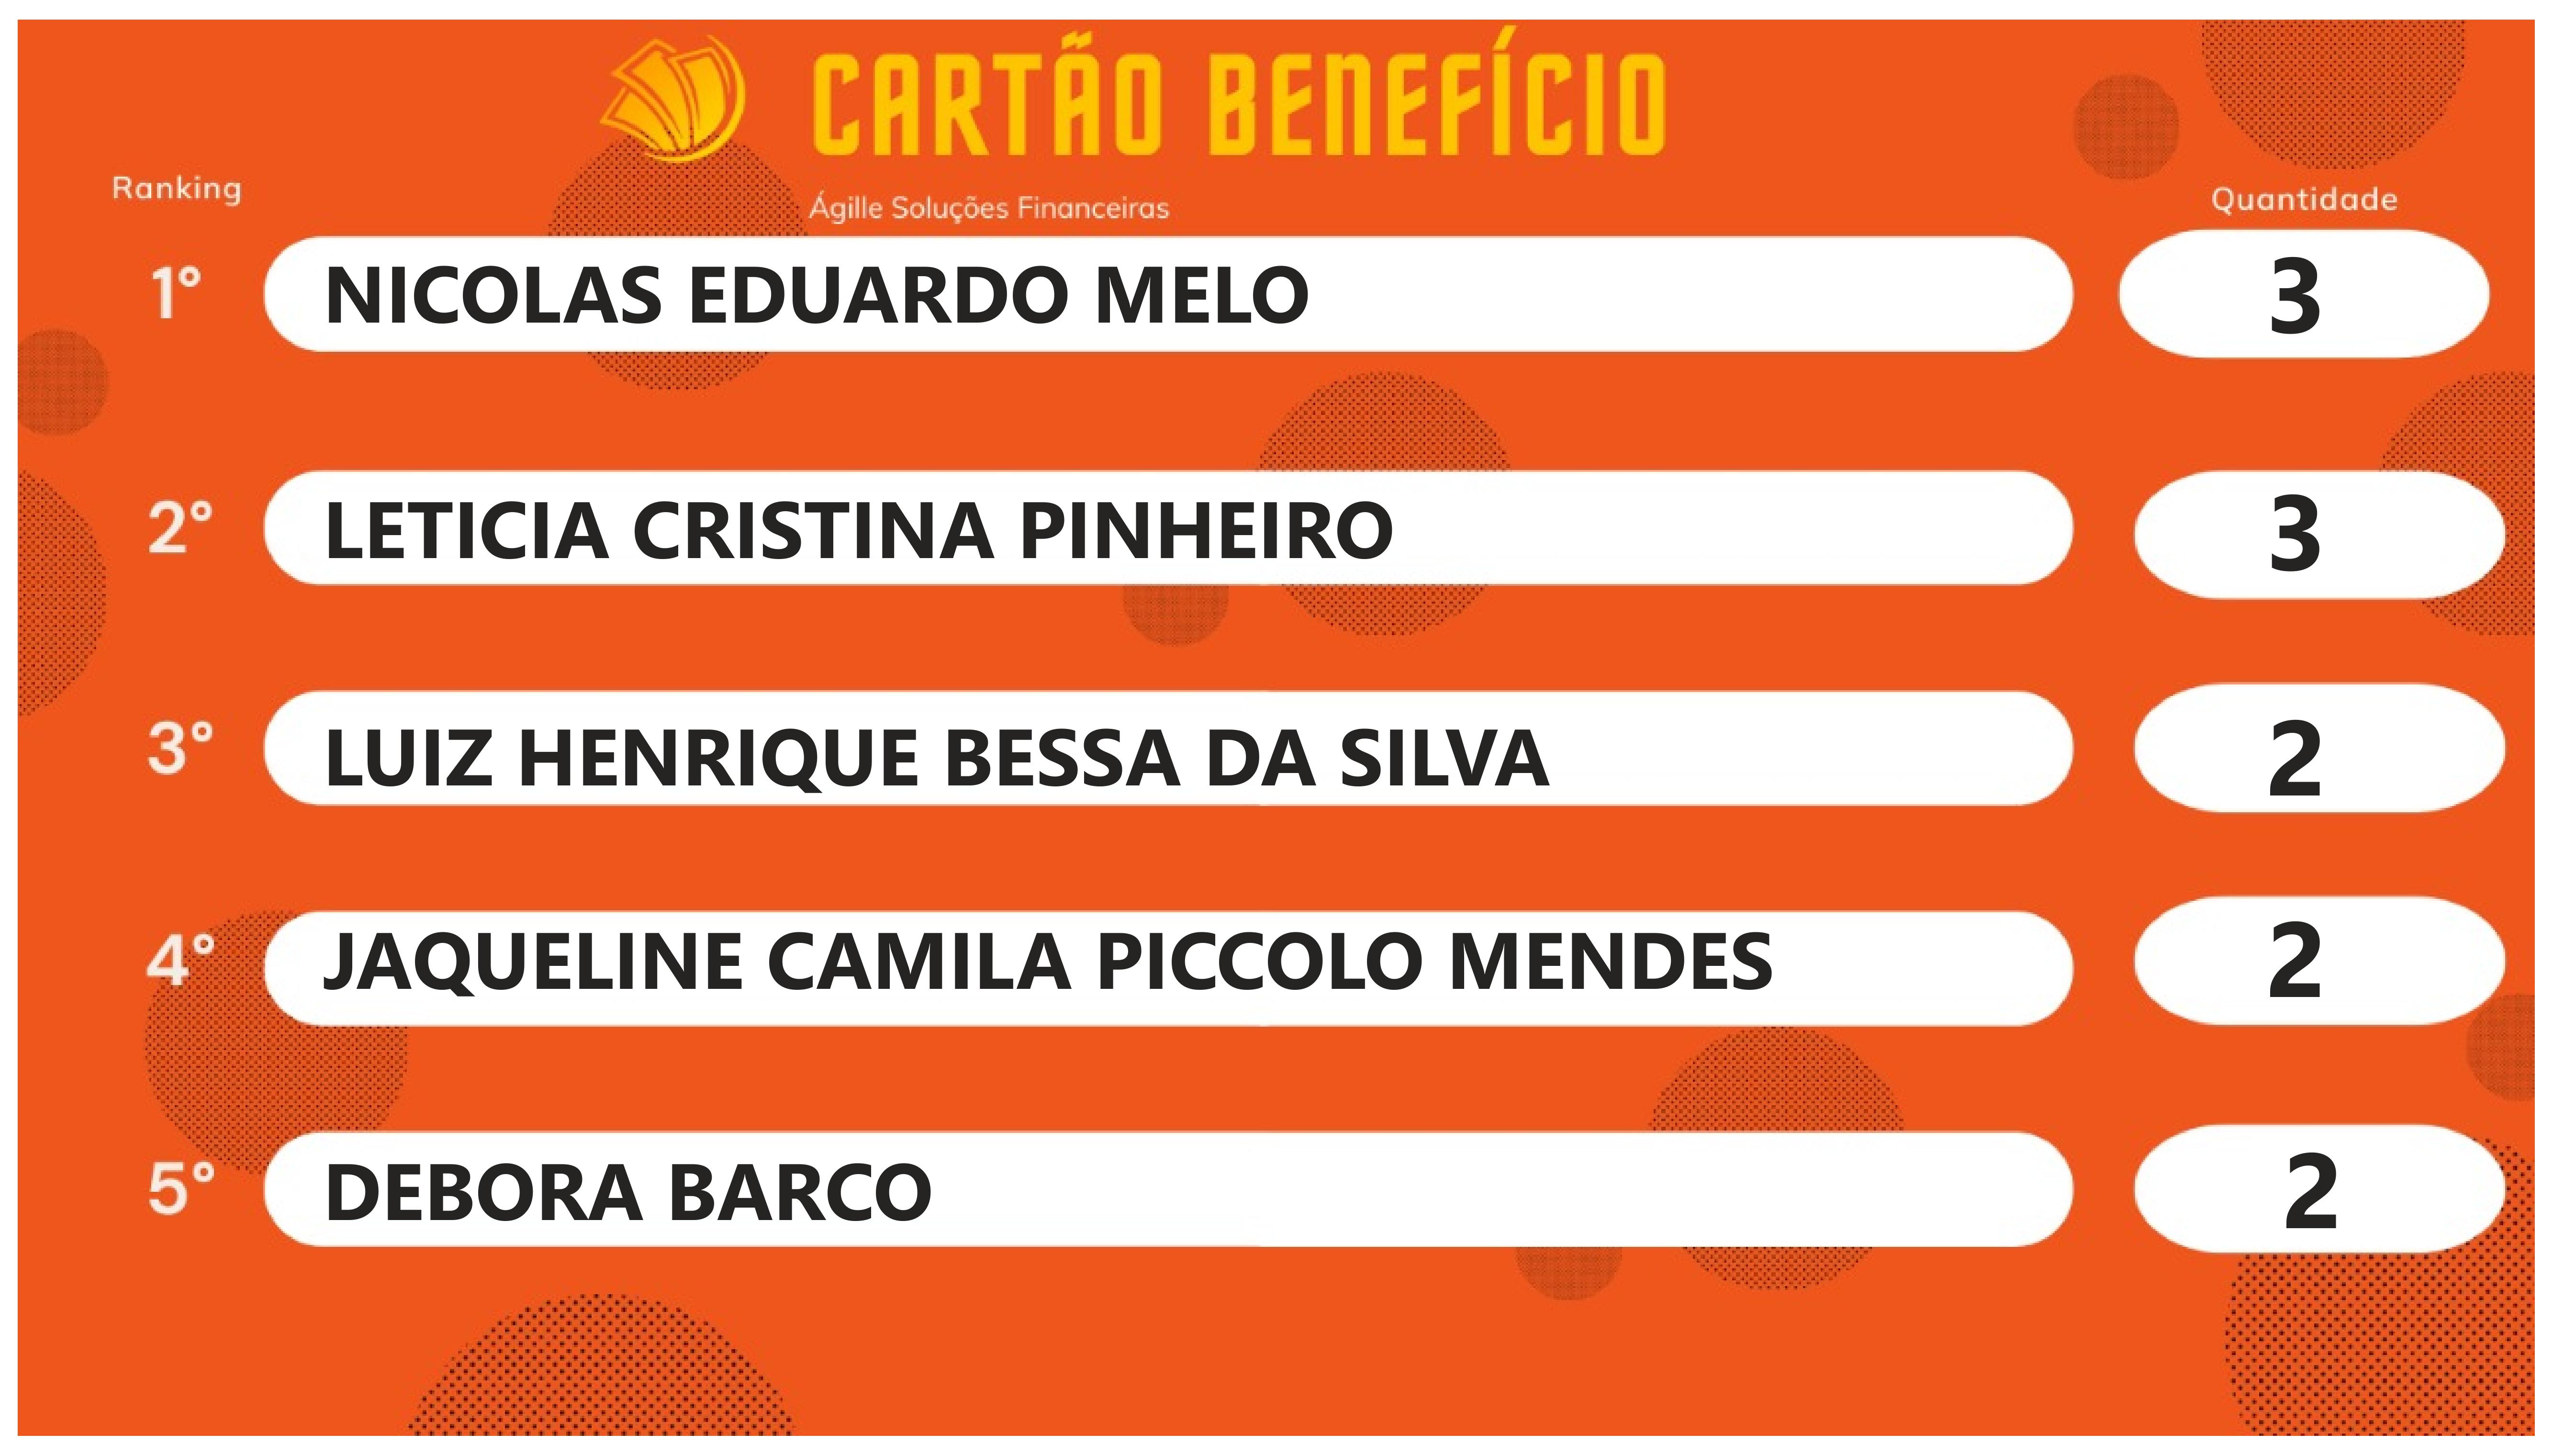 CARTÃO BENEFÍCIO
Ranking
Ágille Soluções Financeiras
Quantidade
1° NICOLAS EDUARDO MELO 3
2° LETICIA CRISTINA PINHEIRO 3
3° LUIZ HENRIQUE BESSA DA SILVA 2
4° JAQUELINE CAMILA PICCOLO MENDES 2
5° DEBORA BARCO 2